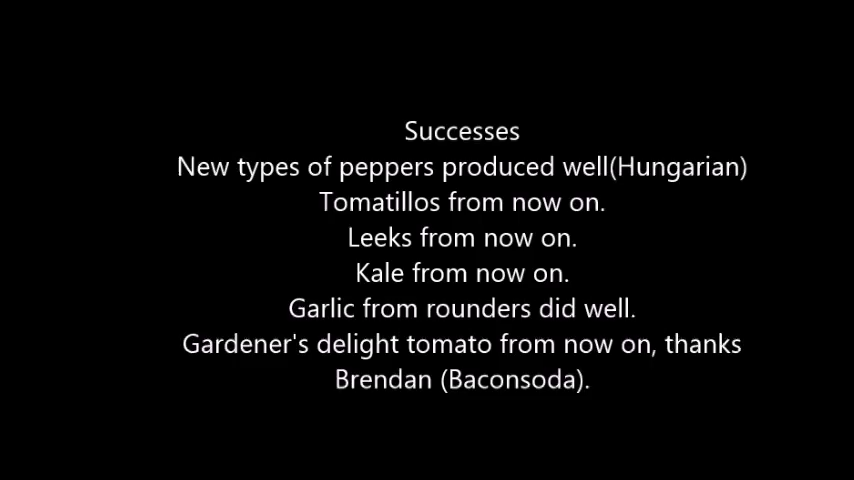 Successes
New types of peppers produced well(Hungarian)
Tomatillos from now on.
Leeks from now on.
Kale from now on.
Garlic from rounders did well.
Gardener's delight tomato from now on, thanks
Brendan (Baconsoda).